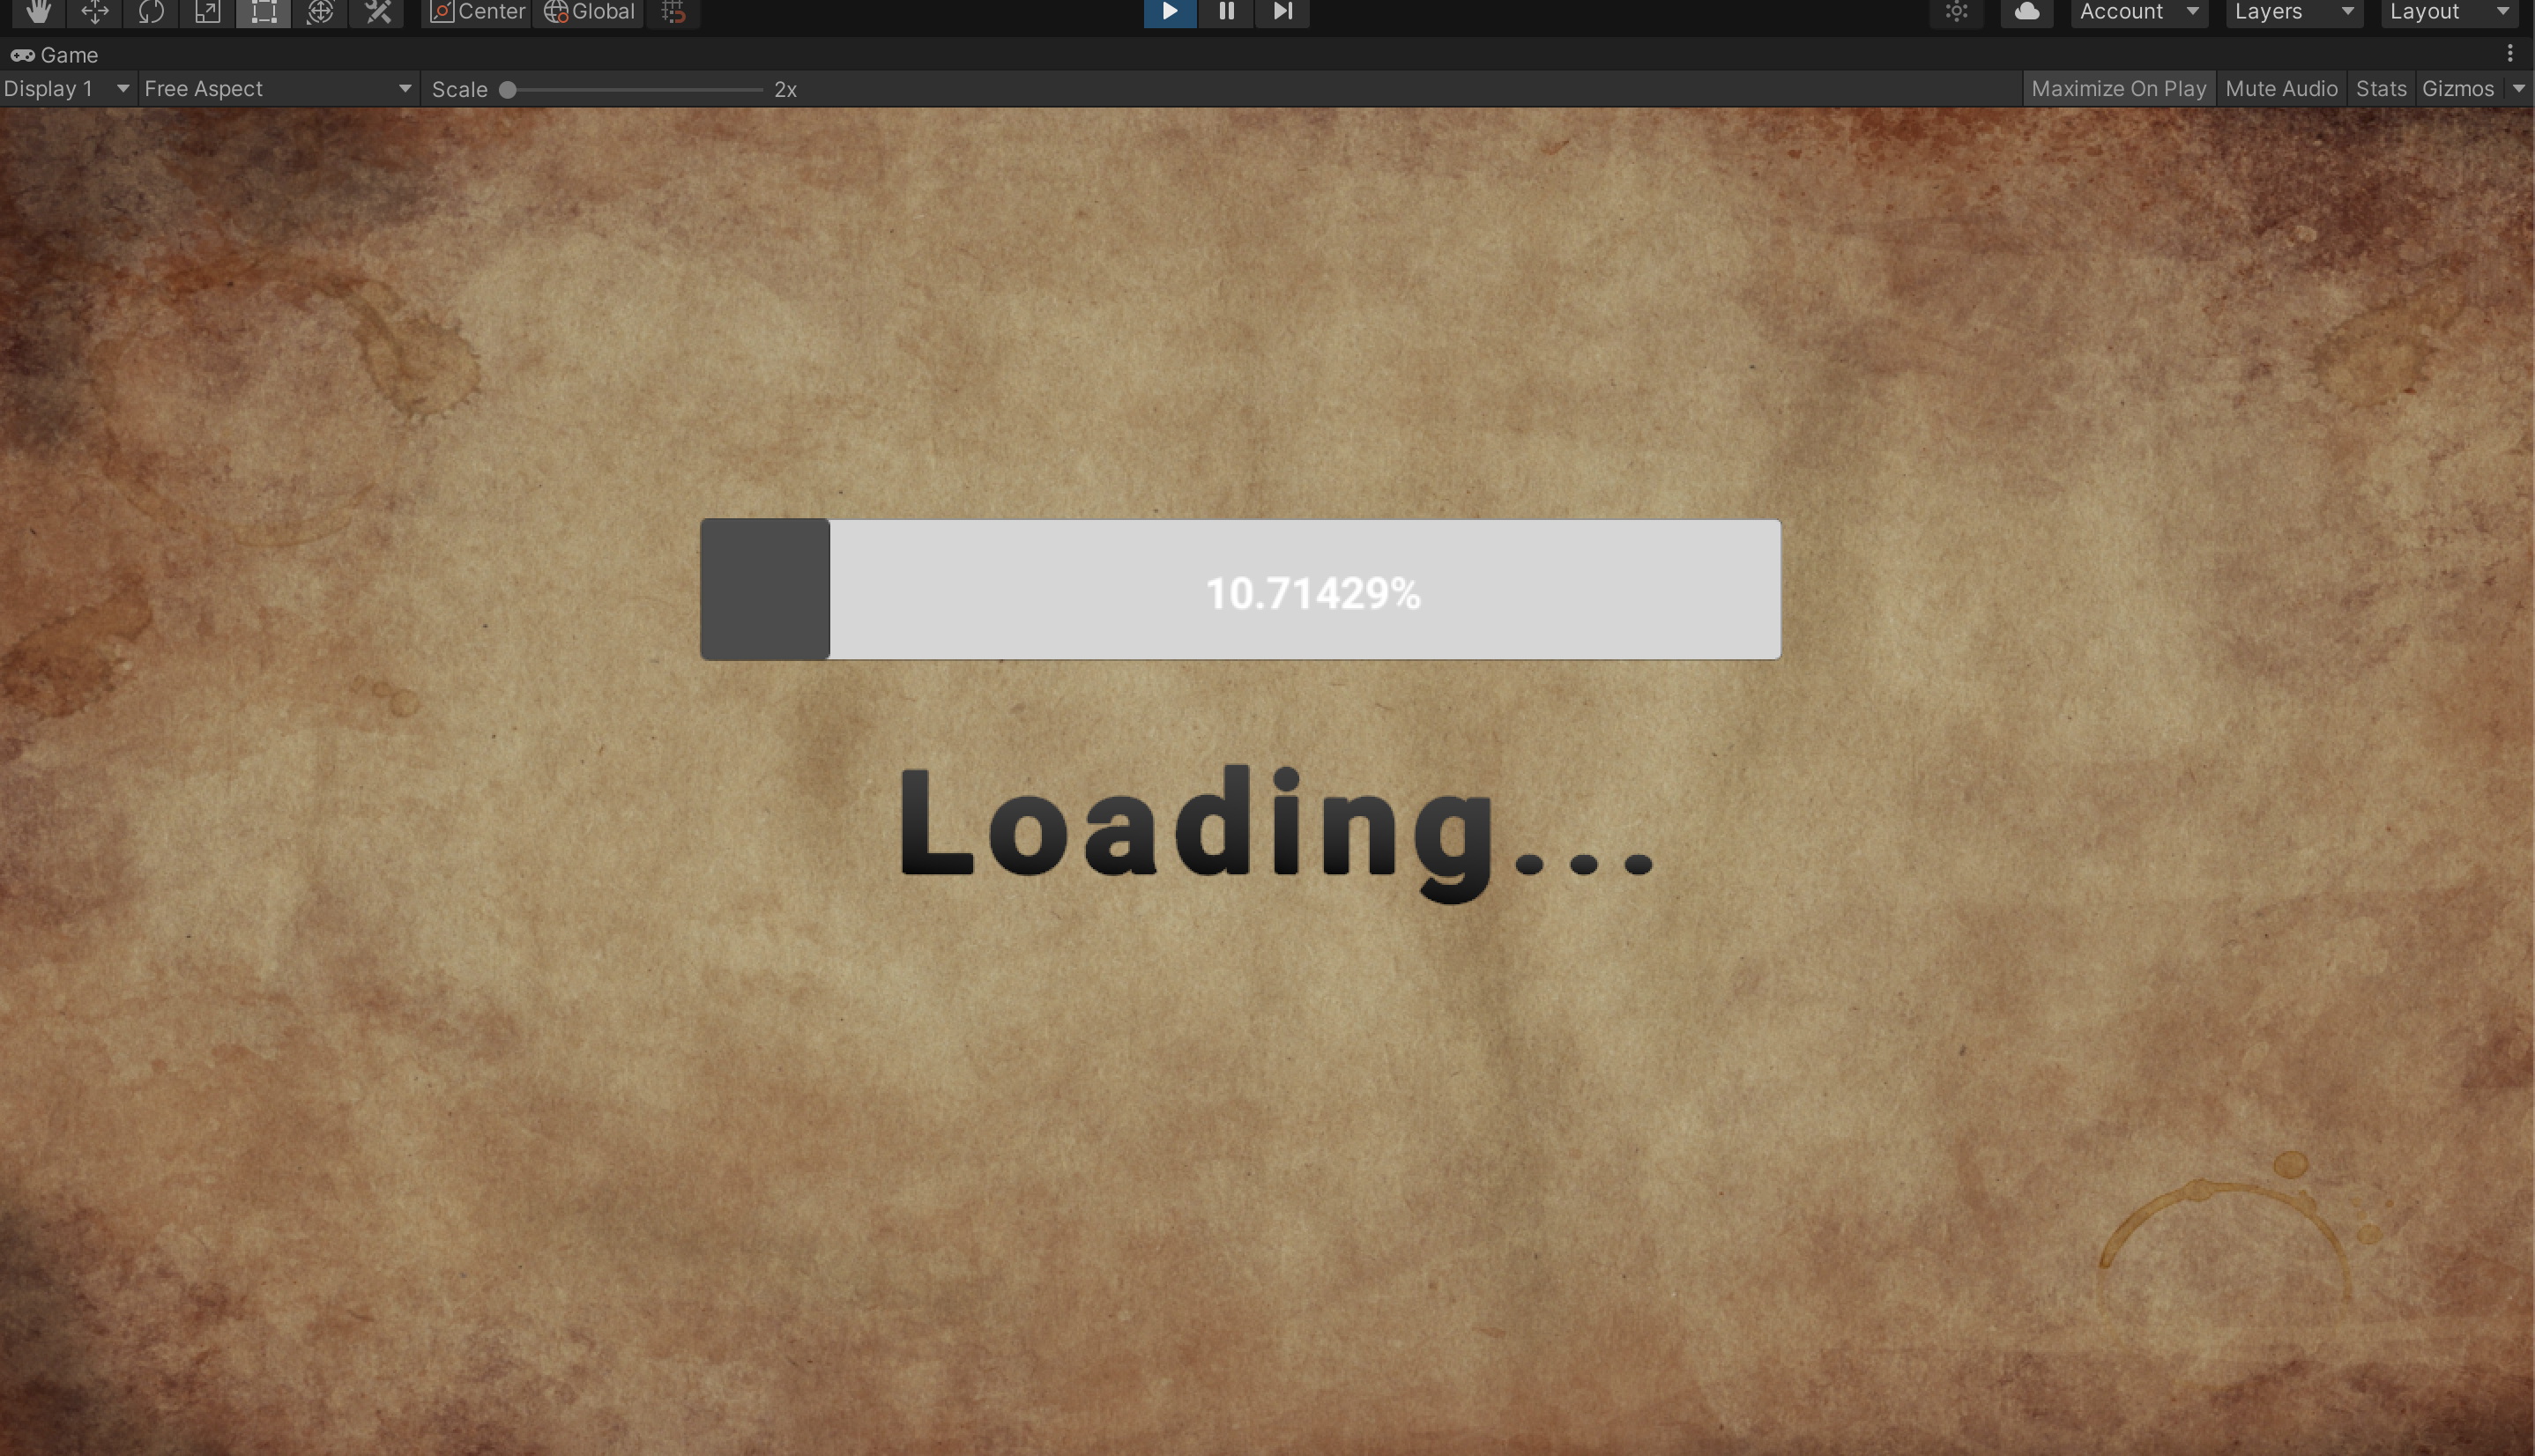 Center Global Account Layers Layout
Game
Display 1 Free Aspect Scale 2x Maximize On Play Mute Audio Stats Gizmos
10.71429%
Loading...